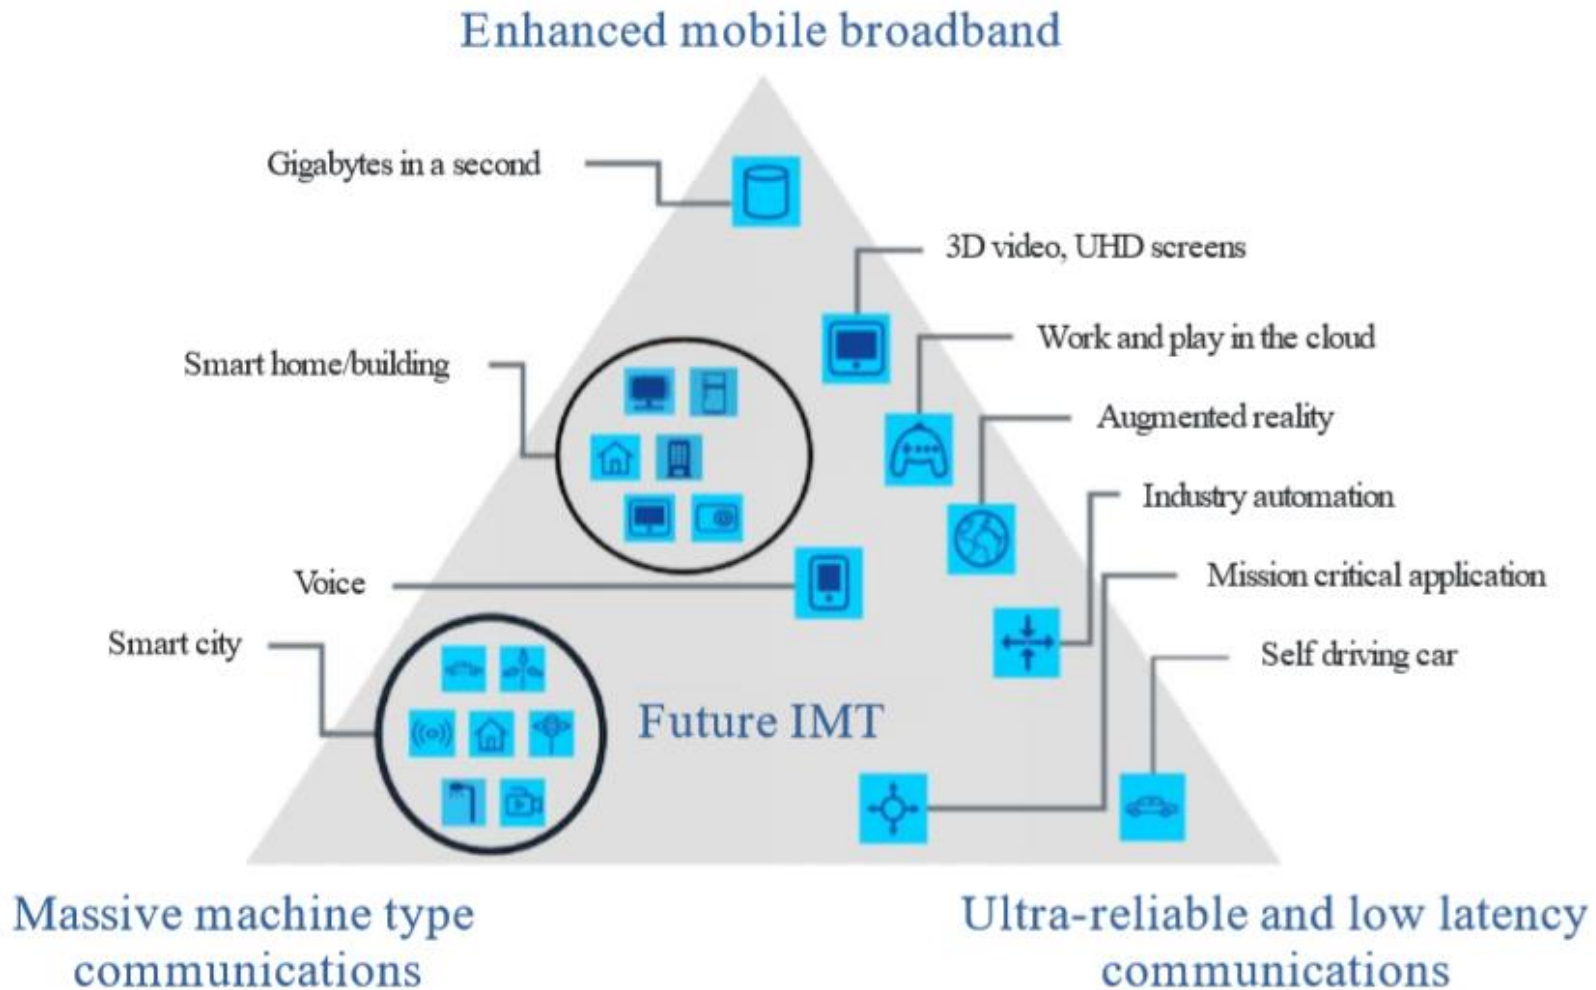 Enhanced mobile broadband
Gigabytes in a second
3D video, UHD screens
Work and play in the cloud
Smart home/building
Augmented reality
Industry automation
Mission critical application
Voice
Smart city
Self driving car
Future IMT
Massive machine type
communications
Ultra-reliable and low latency
communications